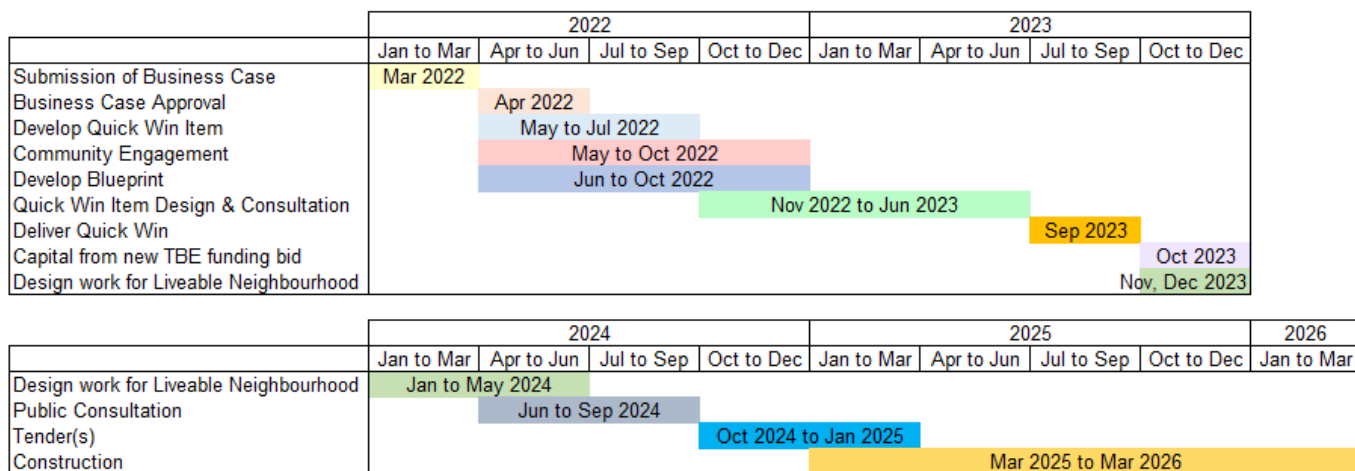 2022 2023
Jan to Mar Apr to Jun Jul to Sep Oct to Dec Jan to Mar Apr to Jun Jul to Sep Oct to Dec
Submission of Business Case Mar 2022
Business Case Approval Apr 2022
Develop Quick Win Item May to Jul 2022
Community Engagement May to Oct 2022
Develop Blueprint Jun to Oct 2022
Quick Win Item Design & Consultation Nov 2022 to Jun 2023
Deliver Quick Win Sep 2023
Capital from new TBE funding bid Oct 2023
Design work for Liveable Neighbourhood Nov, Dec 2023
2024 2025 2026
Jan to Mar Apr to Jun Jul to Sep Oct to Dec Jan to Mar Apr to Jun Jul to Sep Oct to Dec Jan to Mar
Design work for Liveable Neighbourhood Jan to May 2024
Public Consultation Jun to Sep 2024
Tender(s) Oct 2024 to Jan 2025
Construction Mar 2025 to Mar 2026